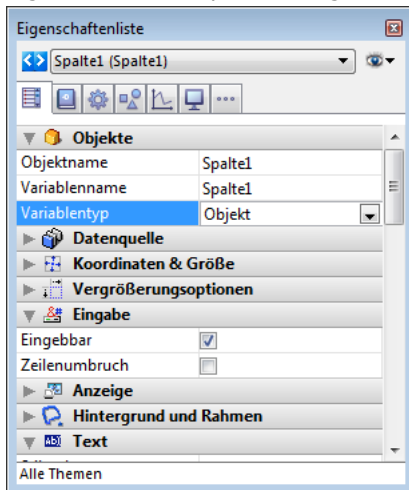 Eigenschaftenliste
Spalte1 (Spalte1)
Objekte
Objektname Spalte1
Variablenname Spalte1
Variablentyp Objekt
Datenquelle
Koordinaten & Größe
Vergrößerungsoptionen
Eingabe
Eingebbar
Zeilenumbruch
Anzeige
Hintergrund und Rahmen
Text
Alle Themen